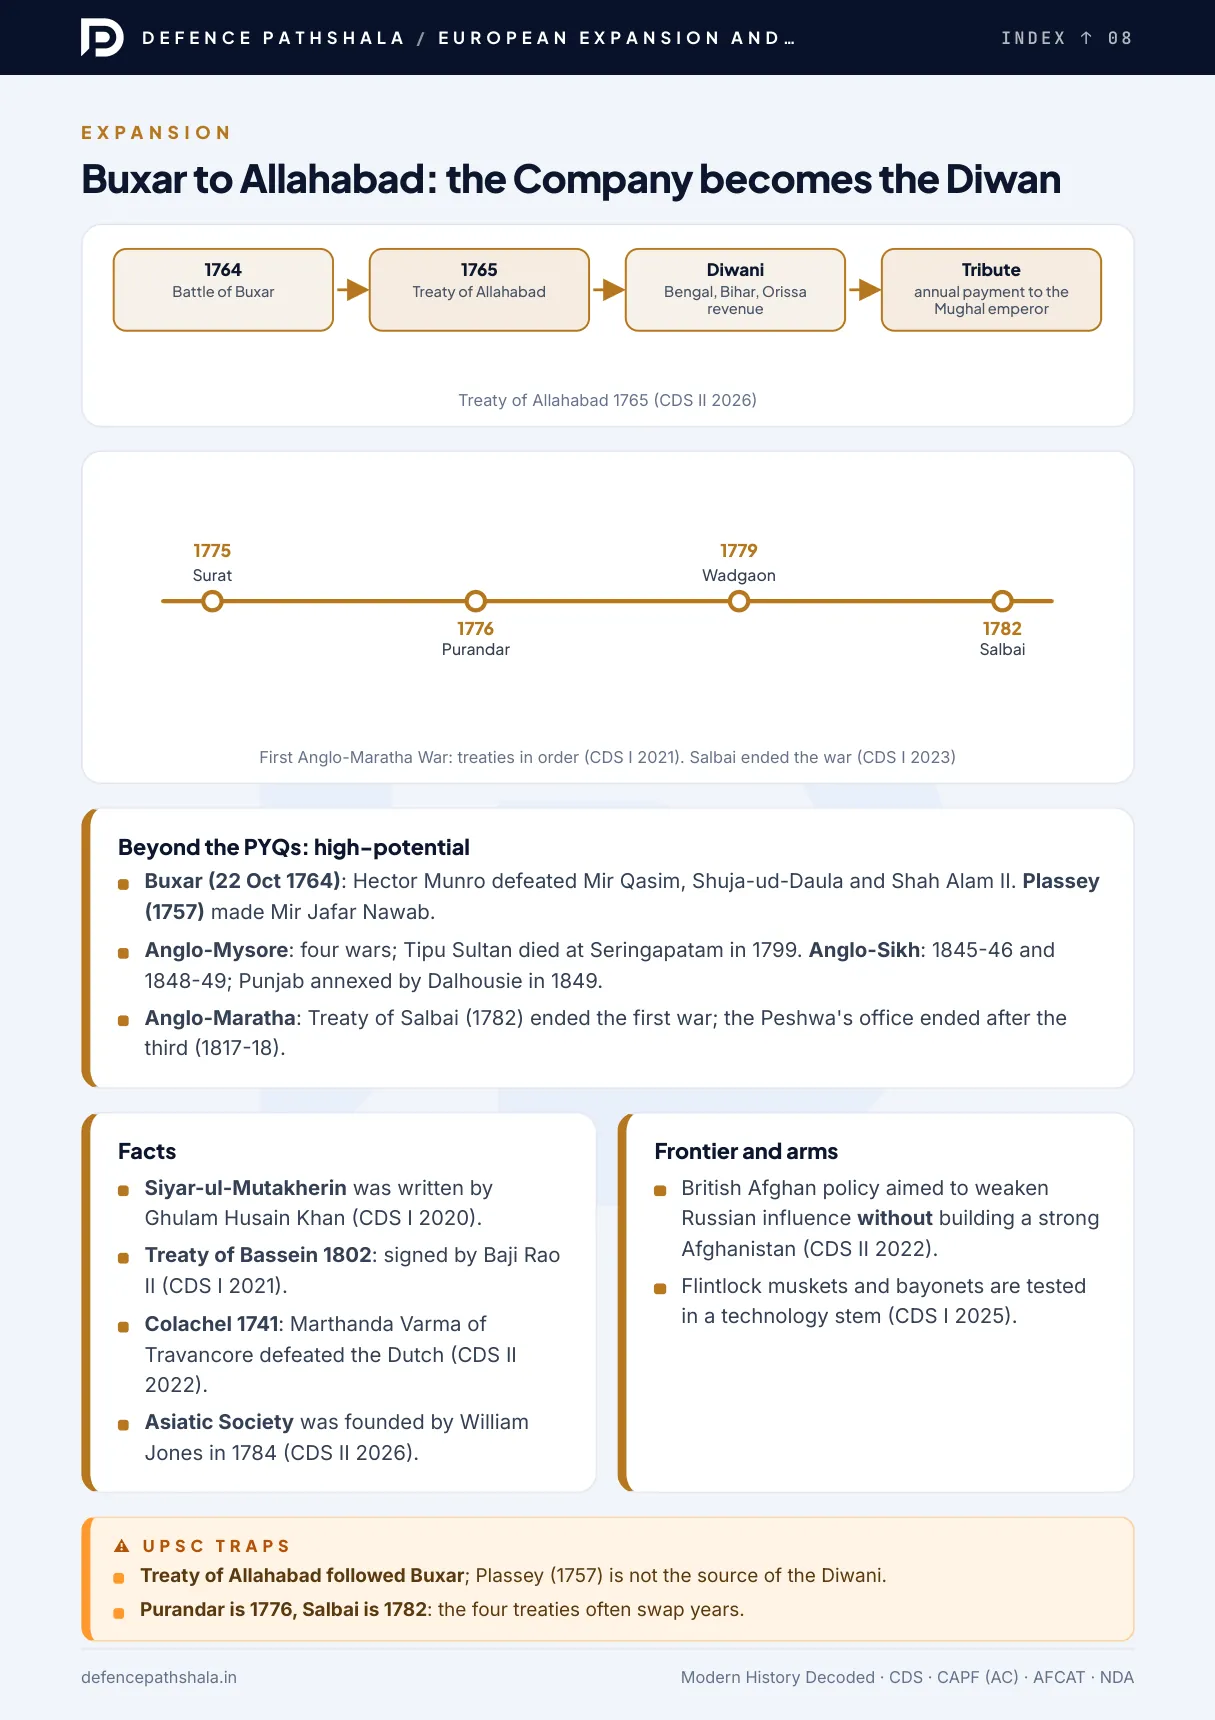 DEFENCE PATHSHALA / EUROPEAN EXPANSION AND…
INDEX ↑ 08
EXPANSION
Buxar to Allahabad: the Company becomes the Diwan
1764
Battle of Buxar
1765
Treaty of Allahabad
Diwani
Bengal, Bihar, Orissa
revenue
Tribute
annual payment to the
Mughal emperor
Treaty of Allahabad 1765 (CDS II 2026)
1775
Surat
1776
Purandar
1779
Wadgaon
1782
Salbai
First Anglo-Maratha War: treaties in order (CDS I 2021). Salbai ended the war (CDS I 2023)
Beyond the PYQs: high-potential
Buxar (22 Oct 1764): Hector Munro defeated Mir Qasim, Shuja-ud-Daula and Shah Alam II. Plassey
(1757) made Mir Jafar Nawab.
Anglo-Mysore: four wars; Tipu Sultan died at Seringapatam in 1799. Anglo-Sikh: 1845-46 and
1848-49; Punjab annexed by Dalhousie in 1849.
Anglo-Maratha: Treaty of Salbai (1782) ended the first war; the Peshwa's office ended after the
third (1817-18).
Facts
Siyar-ul-Mutakherin was written by
Ghulam Husain Khan (CDS I 2020).
Treaty of Bassein 1802: signed by Baji Rao
II (CDS I 2021).
Colachel 1741: Marthanda Varma of
Travancore defeated the Dutch (CDS II
2022).
Asiatic Society was founded by William
Jones in 1784 (CDS II 2026).
Frontier and arms
British Afghan policy aimed to weaken
Russian influence without building a strong
Afghanistan (CDS II 2022).
Flintlock muskets and bayonets are tested
in a technology stem (CDS I 2025).
⚠ UPSC TRAPS
Treaty of Allahabad followed Buxar; Plassey (1757) is not the source of the Diwani.
Purandar is 1776, Salbai is 1782: the four treaties often swap years.
defencepathshala.in
Modern History Decoded · CDS · CAPF (AC) · AFCAT · NDA